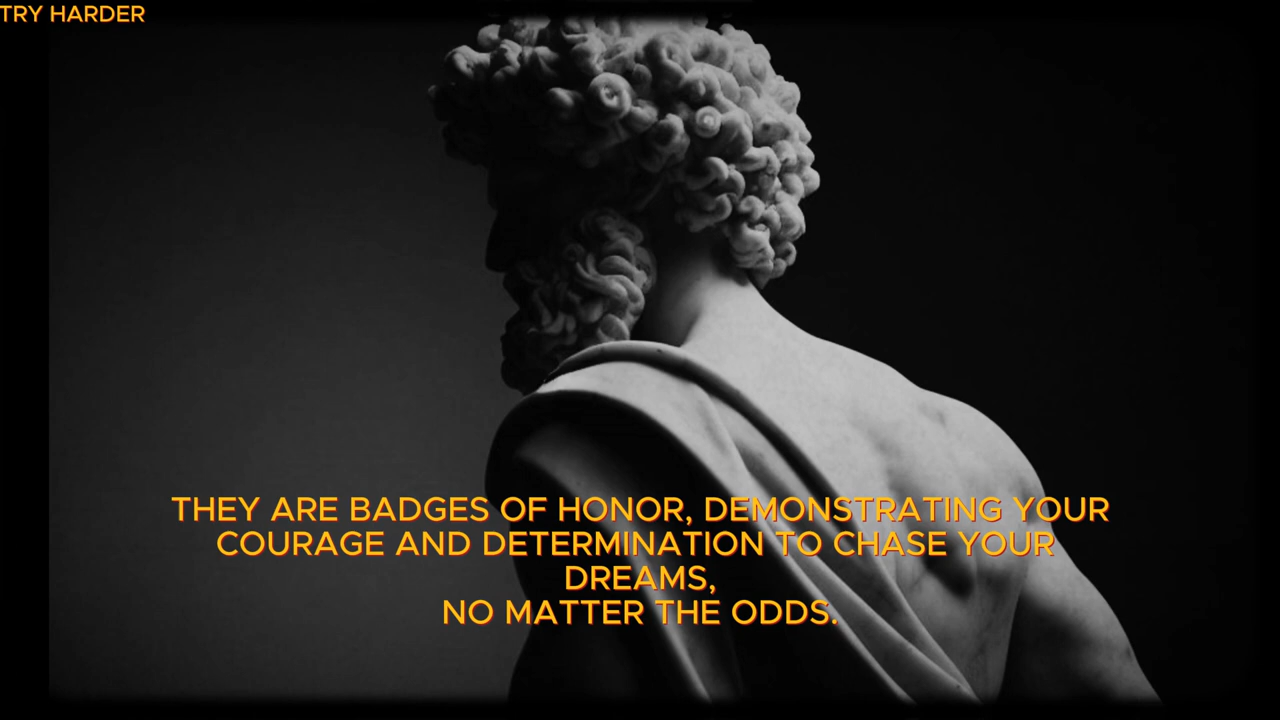 TRY HARDER
THEY ARE BADGES OF HONOR, DEMONSTRATING YOUR
COURAGE AND DETERMINATION TO CHASE YOUR
DREAMS,
NO MATTER THE ODDS.